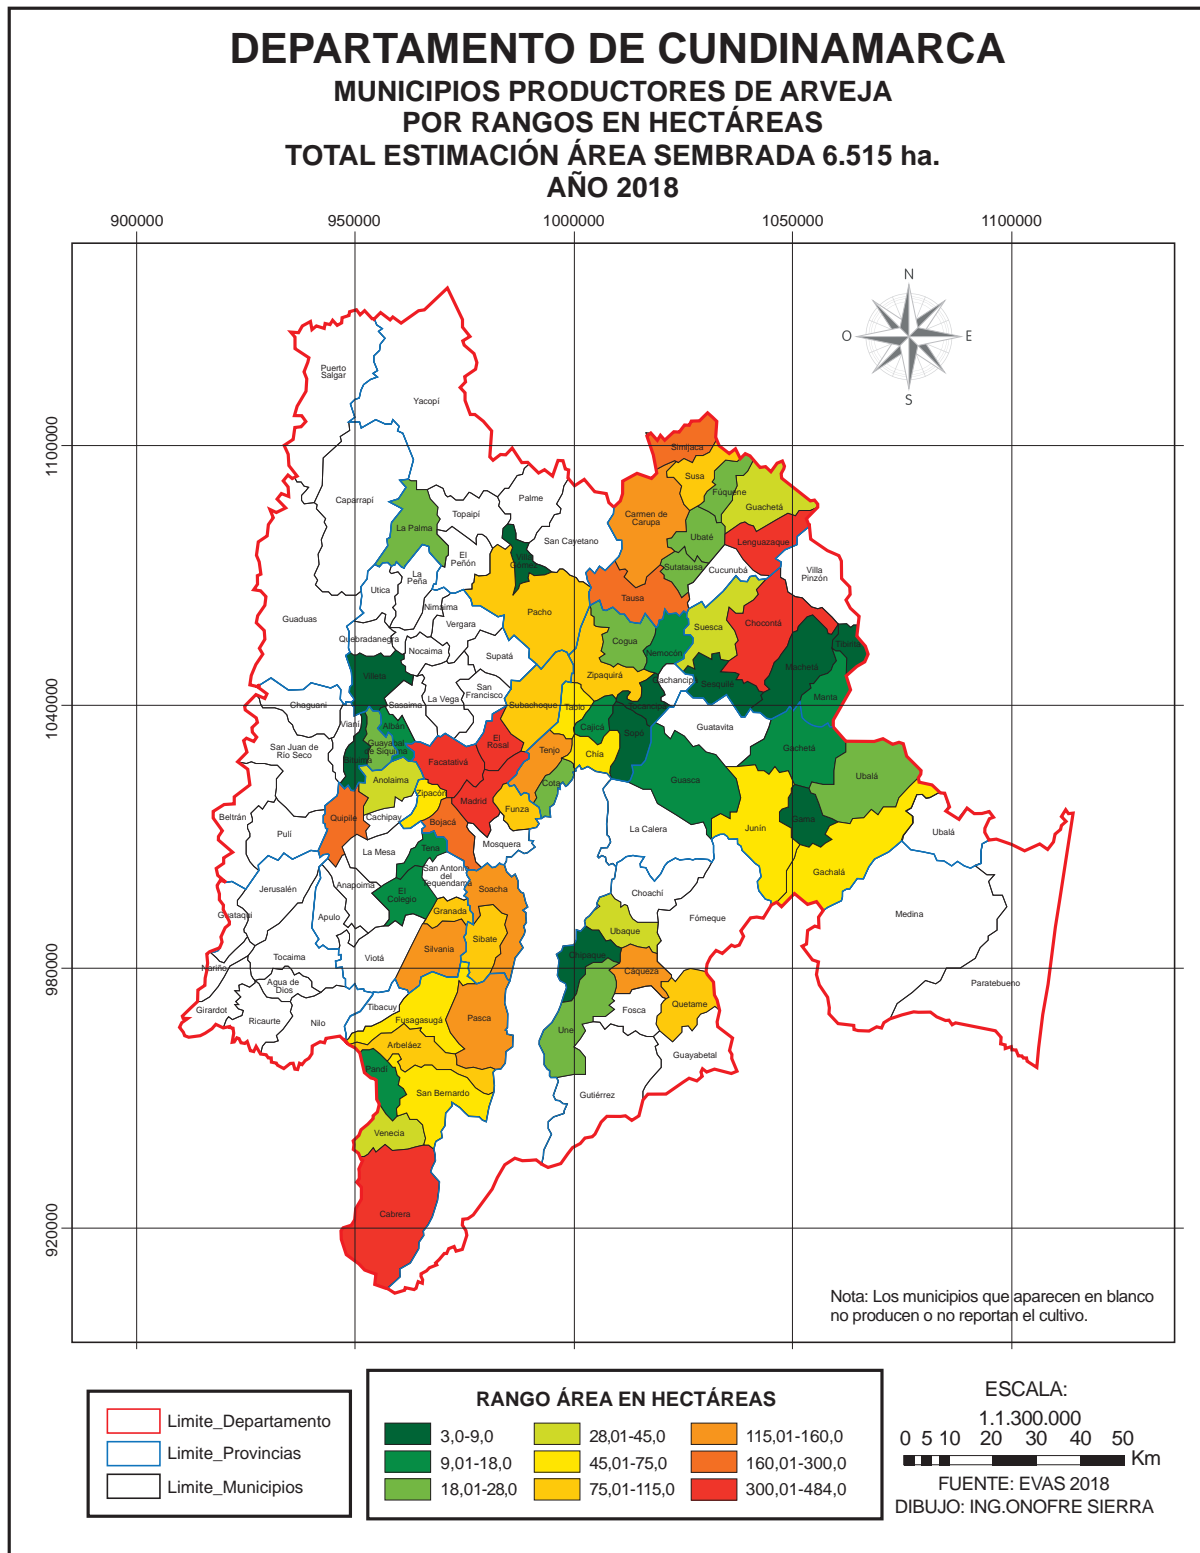 DEPARTAMENTO DE CUNDINAMARCA
MUNICIPIOS PRODUCTORES DE ARVEJA
POR RANGOS EN HECTÁREAS
TOTAL ESTIMACIÓN ÁREA SEMBRADA 6.515 ha.
AÑO 2018
900000 950000 1000000 1050000 1100000
N
O E
S
1100000
1040000
980000
920000
Puerto
Salgar
Yacopí
Simijaca
Susa
Fúquene
Guachetá
Caparrapí
Palme
Topaipí
Carmen de
Carupa
La Palma
San Cayetano
Ubaté
Lenguazaque
El
Peñón
Villa
Gómez
Sutatausa
Cucunubá
Villa
Pinzón
La
Peña
Utica
Tausa
Nimaima
Pacho
Guaduas
Vergara
Suesca
Chocontá
Quebradanegra
Cogua
Nemocón
Tibirita
Nocaima
Supatá
Machetá
Villeta
Zipaquirá
Gachancipá
Sesquilé
San
Francisco
La Vega
Manta
Chaguaní
Sasaima
Subachoque
Tabio
Tocancipá
Vianí
Albán
Cajicá
Sopó
Guatavita
El
Rosal
Guayabal
de Siquima
San Juan de
Río Seco
Tenjo
Chía
Gachetá
Bituima
Facatativá
Guasca
Ubalá
Anolaima
Cota
Zipacón
Madrid
Funza
Beltrán
Quipile
Cachipay
Bojacá
Gama
Pulí
La Calera
Junín
Ubalá
Mosquera
Tena
La Mesa
San Antonio
del
Tequendama
Gachalá
Anapoima
Jerusalén
El
Colegio
Soacha
Choachí
Guataqui
Apulo
Granada
Fómeque
Medina
Ubaque
Sibate
Silvania
Viotá
Tocaima
Chipaque
Nariño
Cáqueza
Agua de
Dios
Paratebueno
Girardot
Tibacuy
Quetame
Fosca
Ricaurte
Nilo
Fusagasugá
Pasca
Une
Arbeláez
Guayabetal
Pandi
San Bernardo
Gutiérrez
Venecia
Cabrera
Nota: Los municipios que aparecen en blanco
no producen o no reportan el cultivo.
Limite_Departamento
Limite_Provincias
Limite_Municipios
RANGO ÁREA EN HECTÁREAS
3,0-9,0 28,01-45,0 115,01-160,0
9,01-18,0 45,01-75,0 160,01-300,0
18,01-28,0 75,01-115,0 300,01-484,0
ESCALA:
1.1.300.000
0 5 10 20 30 40 50
Km
FUENTE: EVAS 2018
DIBUJO: ING.ONOFRE SIERRA